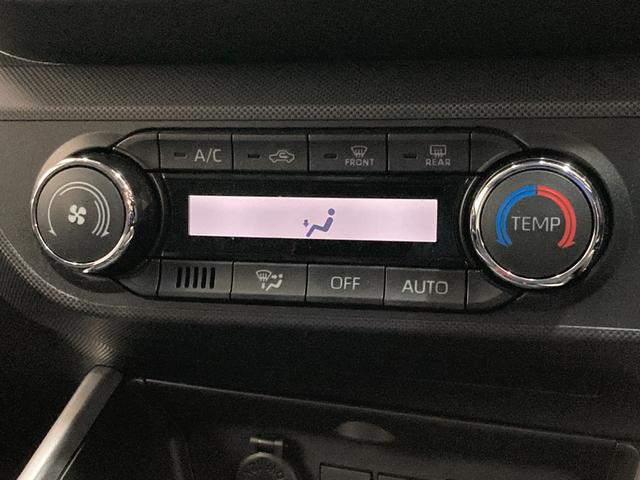 A/C
FRONT
REAR
TEMP
OFF
AUTO